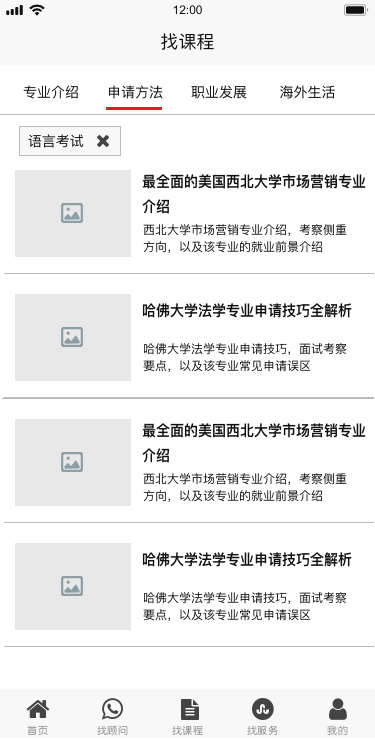 12:00
找课程
专业介绍 申请方法 职业发展 海外生活
语言考试
最全面的美国西北大学市场营销专业
介绍
西北大学市场营销专业介绍，考察侧重
方向，以及该专业的就业前景介绍
哈佛大学法学专业申请技巧全解析
哈佛大学法学专业申请技巧，面试考察
要点，以及该专业常见申请误区
最全面的美国西北大学市场营销专业
介绍
西北大学市场营销专业介绍，考察侧重
方向，以及该专业的就业前景介绍
哈佛大学法学专业申请技巧全解析
哈佛大学法学专业申请技巧，面试考察
要点，以及该专业常见申请误区
首页 找顾问 找课程 找服务 我的